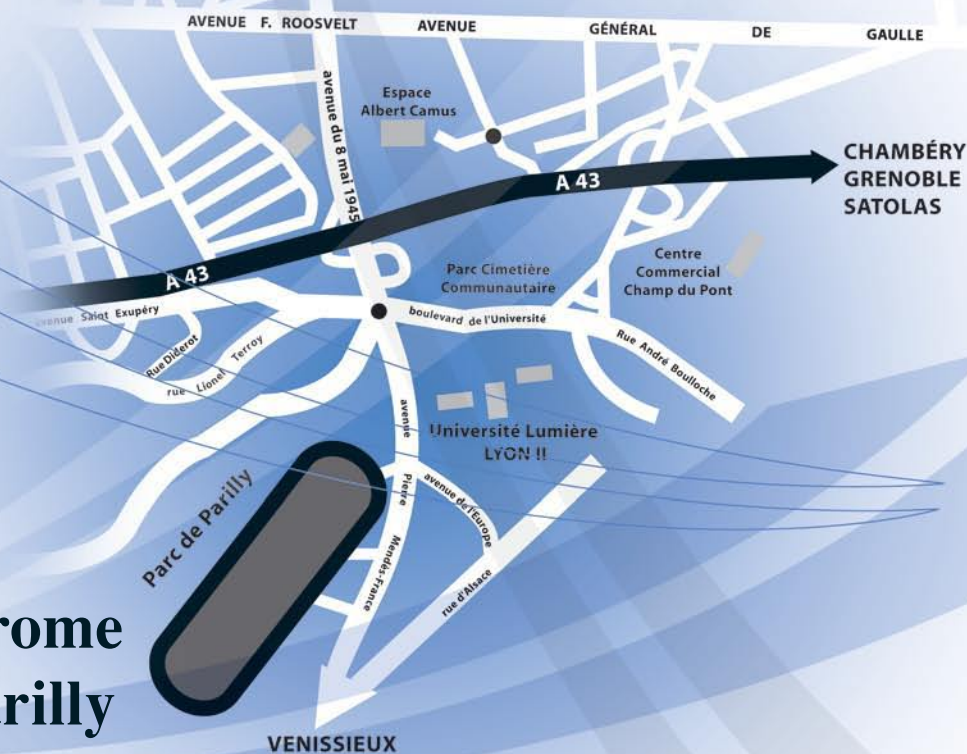 AVENUE F. ROOSVELT AVENUE GÉNÉRAL DE GAULLE
avenue du 8 mai 1945
Espace
Albert Camus
A 43
CHAMBÉRY
GRENOBLE
SATOLAS
A 43
Parc Cimetière
Communautaire
Centre
Commercial
Champ du Pont
avenue Saint Exupéry
boulevard de l'Université
Rue Diderot
rue Lionel Terroy
Rue André Boulloche
Université Lumière
LYON II
avenue Pierre Mendès-France
avenue de l'Europe
Parc de Parilly
rue d'Alsace
rome
rilly
VENISSIEUX